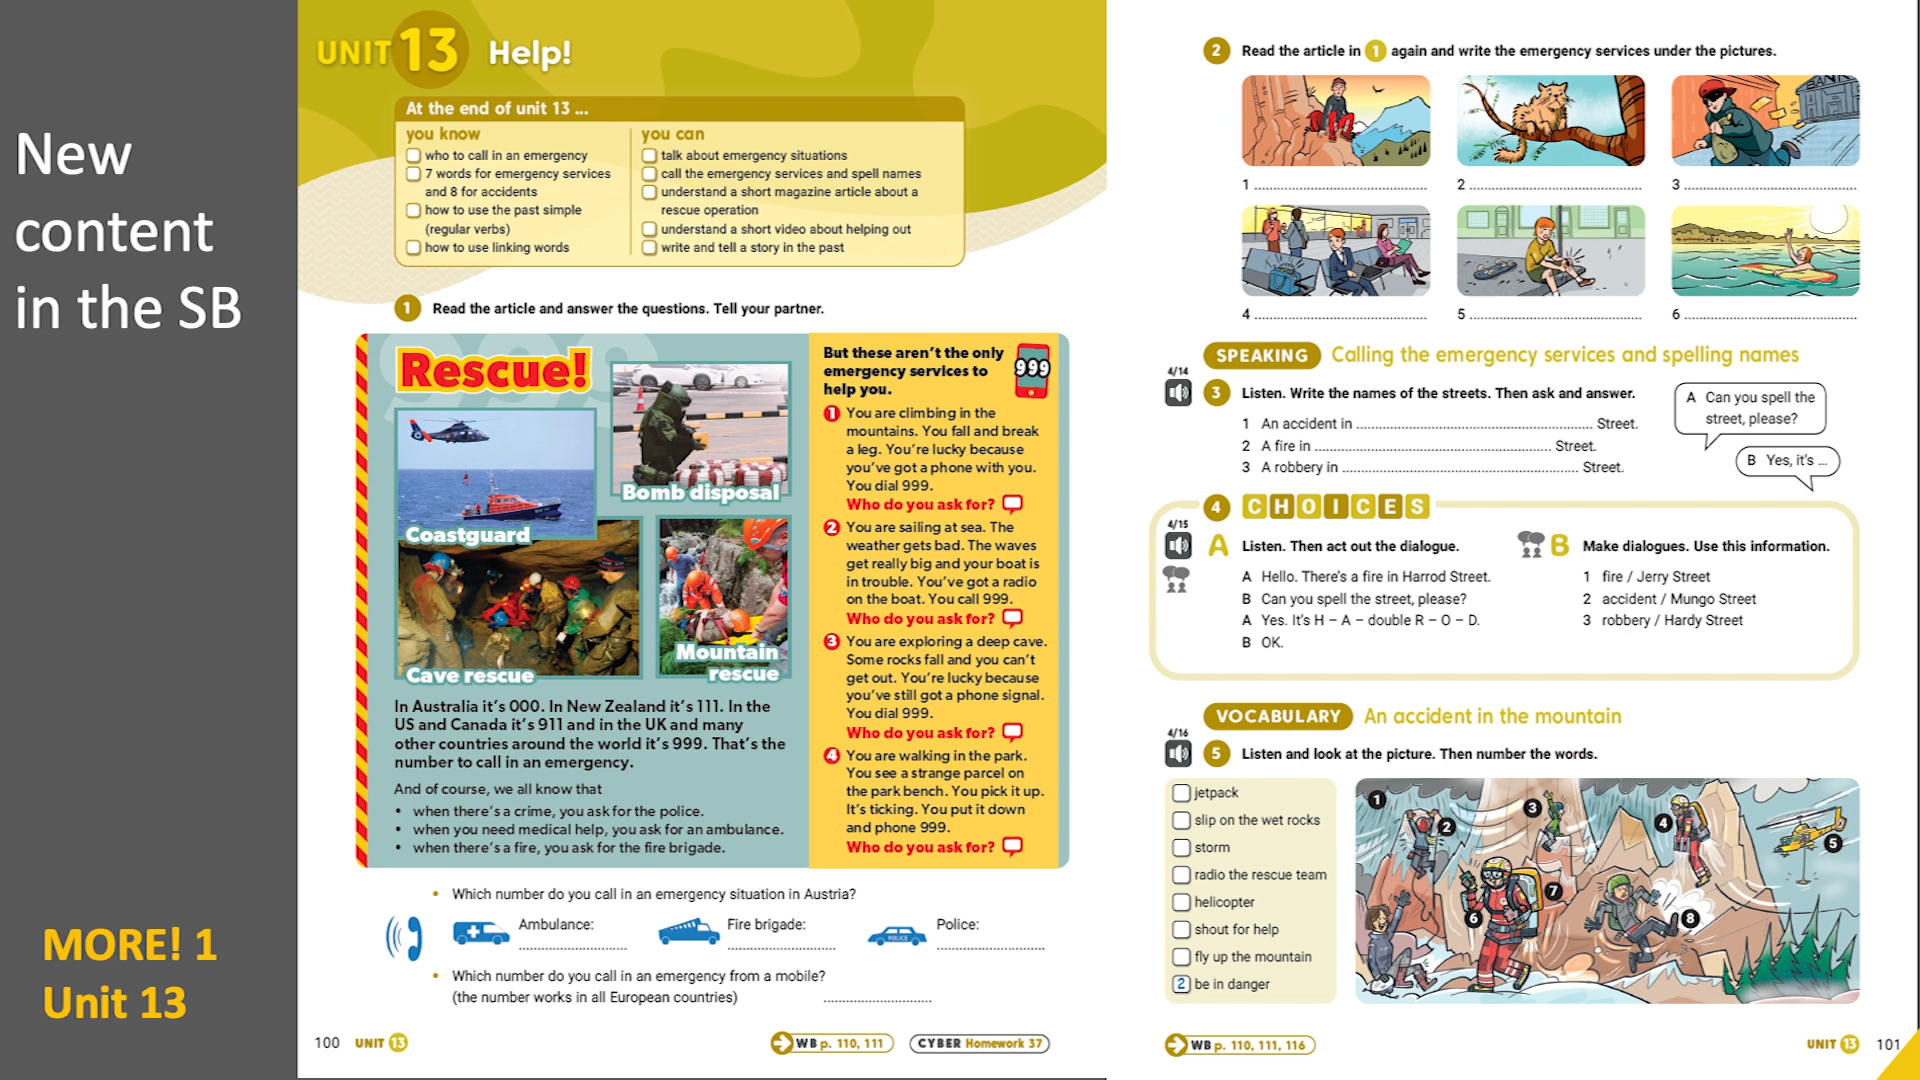 New
content
in the SB
MORE! 1
Unit 13
UNIT 13 Help!
At the end of unit 13 ...
you know
who to call in an emergency
7 words for emergency services
and 8 for accidents
how to use the past simple
(regular verbs)
how to use linking words
you can
talk about emergency situations
call the emergency services and spell names
understand a short magazine article about a
rescue operation
understand a short video about helping out
write and tell a story in the past
1 Read the article and answer the questions. Tell your partner.
999
Rescue!
Coastguard
Bomb disposal
Cave rescue
Mountain
rescue
In Australia it's 000. In New Zealand it's 111. In the
US and Canada it's 911 and in the UK and many
other countries around the world it's 999. That's the
number to call in an emergency.
And of course, we all know that
• when there's a crime, you ask for the police.
• when you need medical help, you ask for an ambulance.
• when there's a fire, you ask for the fire brigade.
But these aren't the only
emergency services to
help you.
999
1 You are climbing in the
mountains. You fall and break
a leg. You're lucky because
you've got a phone with you.
You dial 999.
Who do you ask for?
2 You are sailing at sea. The
weather gets bad. The waves
get really big and your boat is
in trouble. You've got a radio
on the boat. You call 999.
Who do you ask for?
3 You are exploring a deep cave.
Some rocks fall and you can't
get out. You're lucky because
you've still got a phone signal.
You dial 999.
Who do you ask for?
4 You are walking in the park.
You see a strange parcel on
the park bench. You pick it up.
It's ticking. You put it down
and phone 999.
Who do you ask for?
• Which number do you call in an emergency situation in Austria?
Ambulance:
Fire brigade:
POLICE
Police:
• Which number do you call in an emergency from a mobile?
(the number works in all European countries)
100 UNIT 13
WB p. 110, 111
CYBER Homework 37
2 Read the article in 1 again and write the emergency services under the pictures.
BANK
1
2
3
4
5
6
SPEAKING Calling the emergency services and spelling names
4/14
3 Listen. Write the names of the streets. Then ask and answer.
1 An accident in ... Street.
2 A fire in ... Street.
3 A robbery in ... Street.
A Can you spell the
street, please?
B Yes, it's ...
4 CHOICES
4/15
A Listen. Then act out the dialogue.
A Hello. There's a fire in Harrod Street.
B Can you spell the street, please?
A Yes. It's H – A – double R – O – D.
B OK.
B Make dialogues. Use this information.
1 fire / Jerry Street
2 accident / Mungo Street
3 robbery / Hardy Street
VOCABULARY An accident in the mountain
4/16
5 Listen and look at the picture. Then number the words.
jetpack
slip on the wet rocks
storm
radio the rescue team
helicopter
shout for help
fly up the mountain
2 be in danger
1
2
3
4
5
6
7
8
WB p. 110, 111, 116
UNIT 13 101